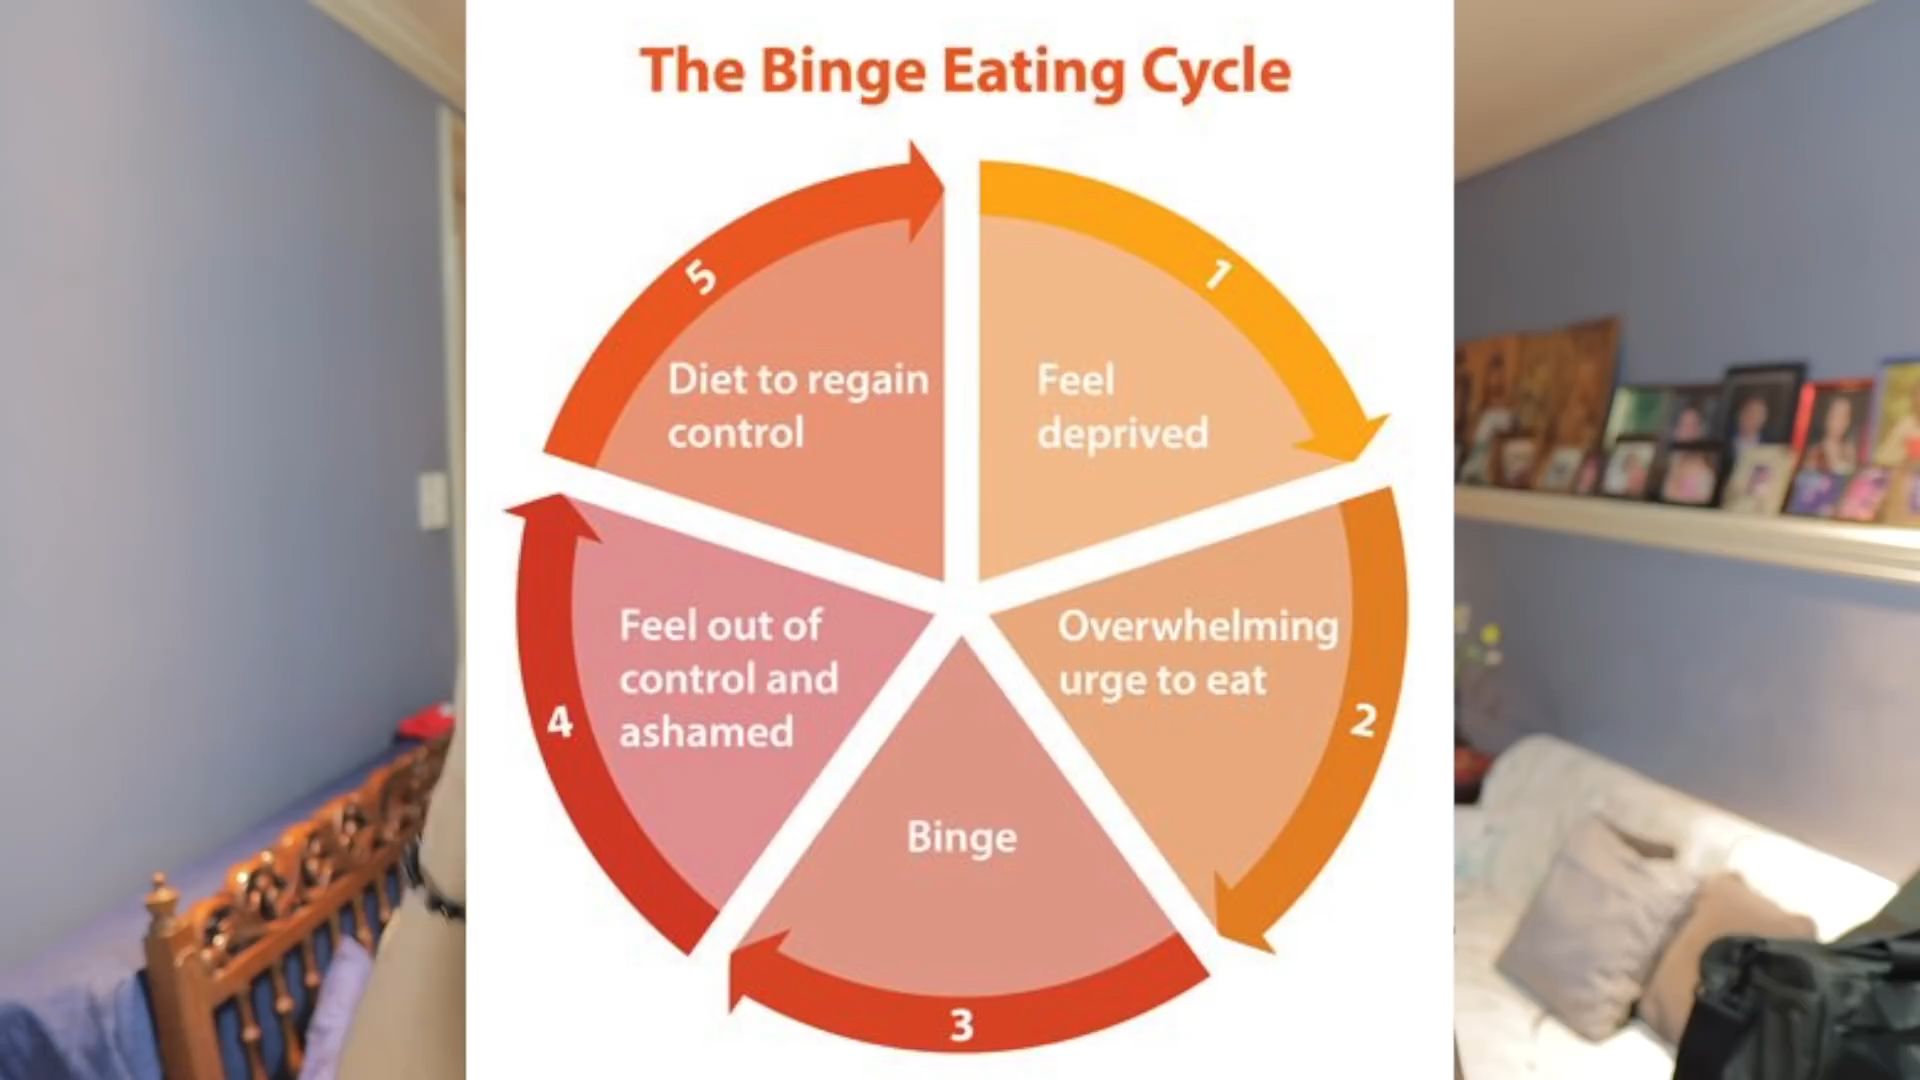 The Binge Eating Cycle
1
Feel
deprived
2
Overwhelming
urge to eat
3
Binge
4
Feel out of
control and
ashamed
5
Diet to regain
control